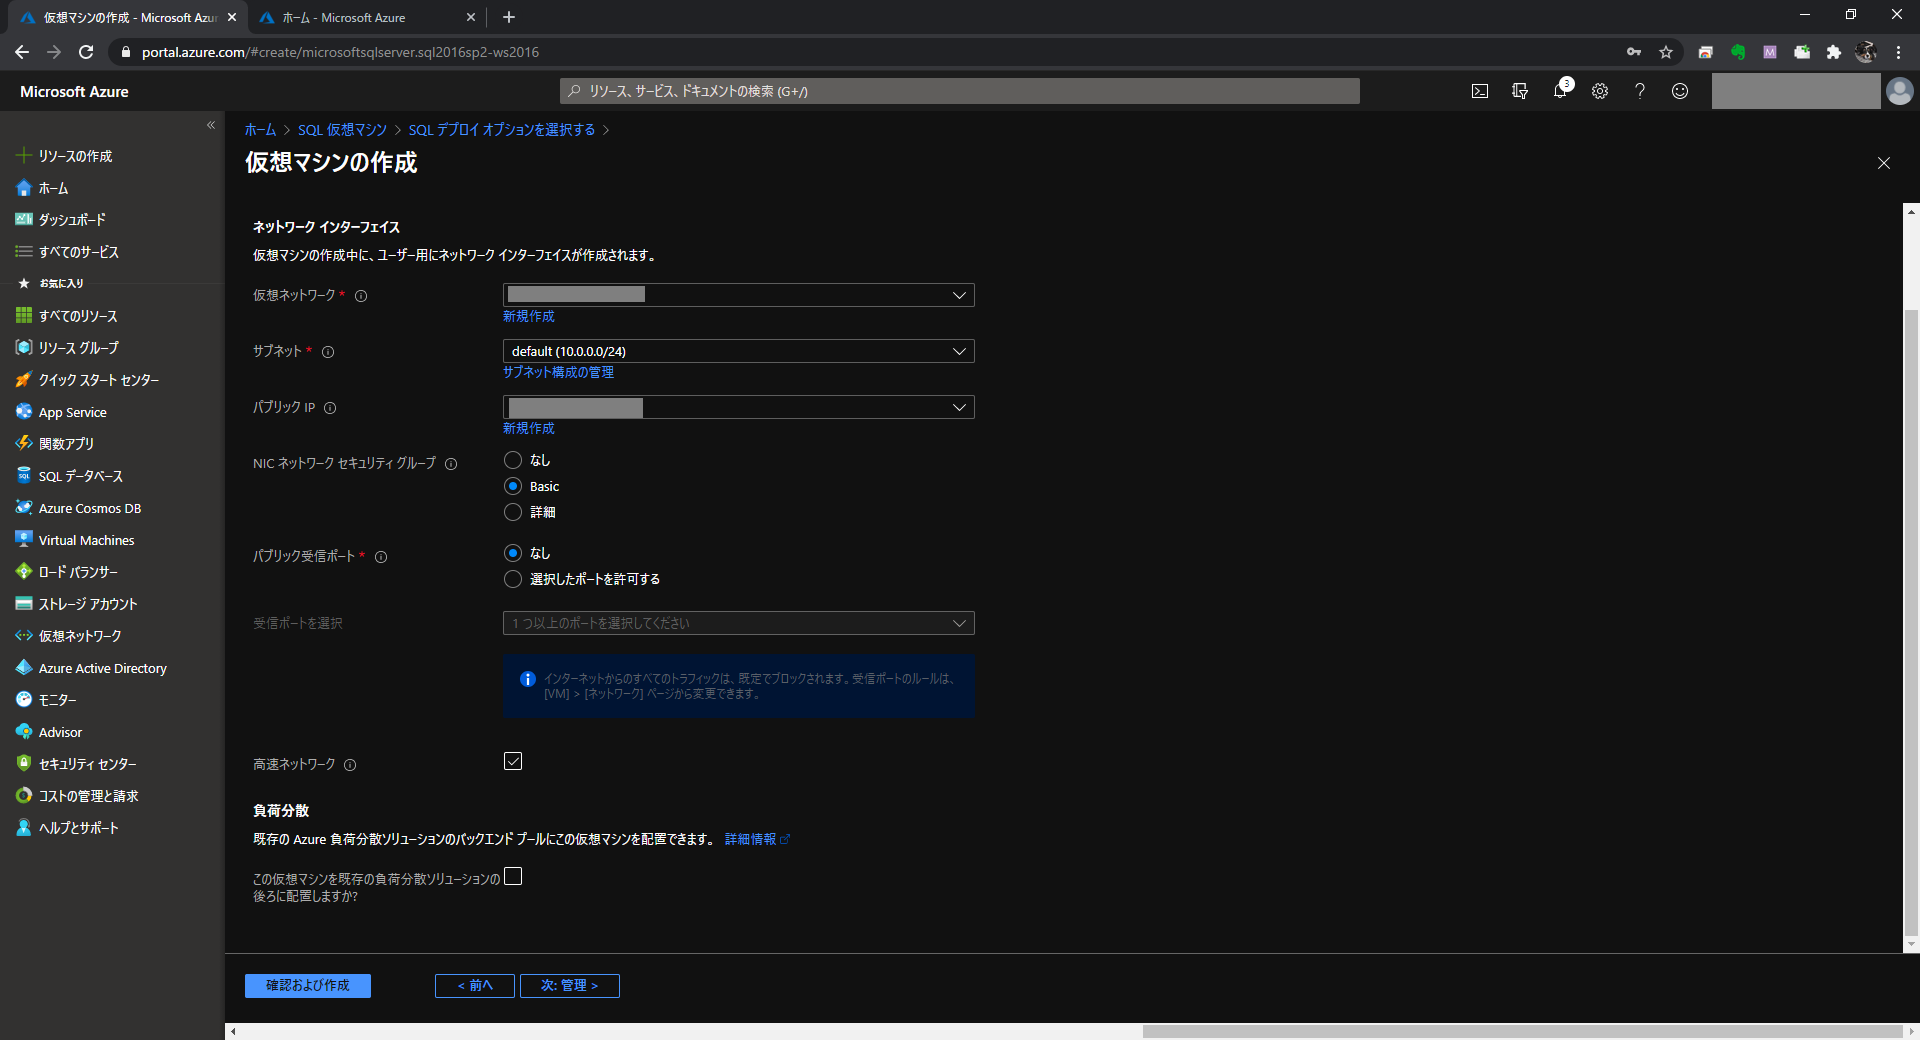 仮想マシンの作成 - Microsoft Azur
ホーム - Microsoft Azure
portal.azure.com/#create/microsoftsqlserver.sql2016sp2-ws2016
Microsoft Azure
リソース、サービス、ドキュメントの検索 (G+/)
3
リソースの作成
ホーム
ダッシュボード
すべてのサービス
お気に入り
すべてのリソース
リソース グループ
クイック スタート センター
App Service
関数アプリ
SQL データベース
Azure Cosmos DB
Virtual Machines
ロード バランサー
ストレージ アカウント
仮想ネットワーク
Azure Active Directory
モニター
Advisor
セキュリティ センター
コストの管理と請求
ヘルプとサポート
ホーム > SQL 仮想マシン > SQL デプロイ オプションを選択する >
仮想マシンの作成
ネットワーク インターフェイス
仮想マシンの作成中に、ユーザー用にネットワーク インターフェイスが作成されます。
仮想ネットワーク *
新規作成
サブネット * default (10.0.0.0/24)
サブネット構成の管理
パブリック IP
新規作成
NIC ネットワーク セキュリティ グループ なし
Basic
詳細
パブリック受信ポート * なし
選択したポートを許可する
受信ポートを選択 1 つ以上のポートを選択してください
インターネットからのすべてのトラフィックは、既定でブロックされます。受信ポートのルールは、
[VM] > [ネットワーク] ページから変更できます。
高速ネットワーク
負荷分散
既存の Azure 負荷分散ソリューションのバックエンド プールにこの仮想マシンを配置できます。 詳細情報
この仮想マシンを既存の負荷分散ソリューションの
後ろに配置しますか?
確認および作成 < 前へ 次: 管理 >